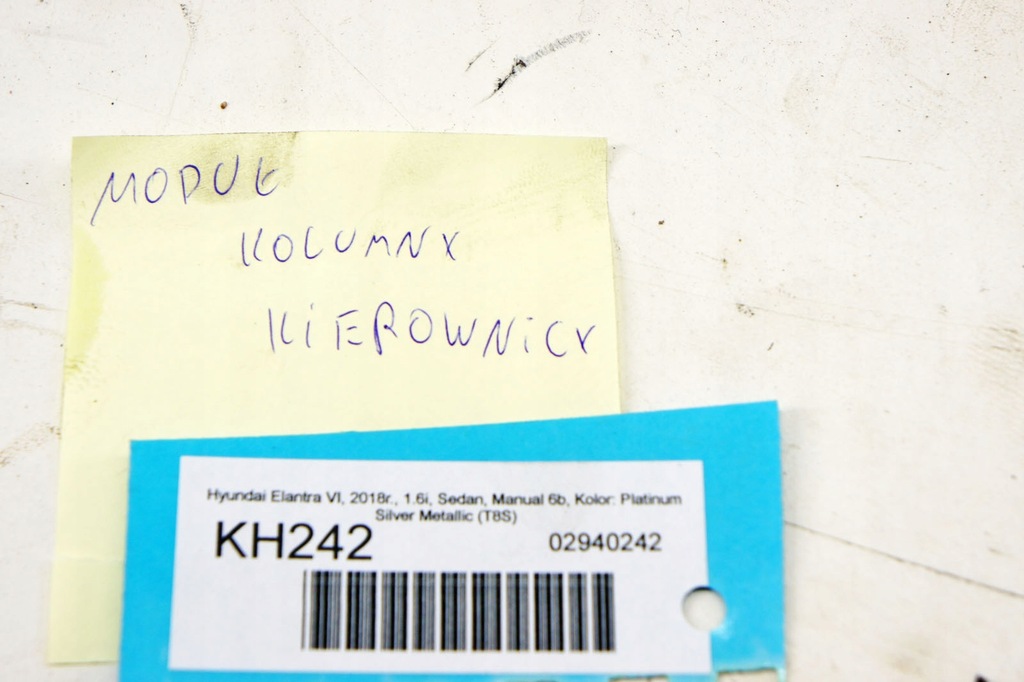 MODUŁ
KOLUMNY
KIEROWNICY
Hyundai Elantra VI, 2018r., 1.6i, Sedan, Manual 6b, Kolor: Platinum
Silver Metallic (T8S)
KH242
02940242